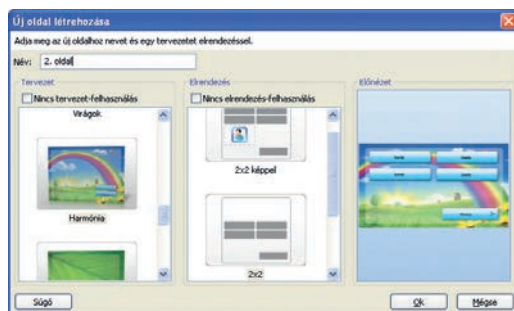 Új oldal létrehozása
Adja meg az új oldalhoz nevet és egy tervezetet elrendezéssel.
Név: 2. oldal
Tervezet
Nincs tervezet-felhasználás
Virágok
Harmónia
Elrendezés
Nincs elrendezés-felhasználás
2x2 képpel
2x2
Előnézet
Súgó
Ok
Mégse